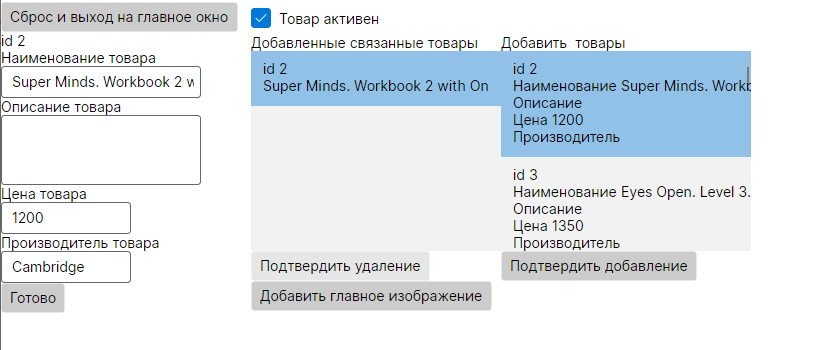 Сброс и выход на главное окно
id 2
Наименование товара
Super Minds. Workbook 2 w
Описание товара
Цена товара
1200
Производитель товара
Cambridge
Готово
Товар активен
Добавленные связанные товары
id 2
Super Minds. Workbook 2 with On
Подтвердить удаление
Добавить главное изображение
Добавить  товары
id 2
Наименование Super Minds. Workb
Описание
Цена 1200
Производитель
id 3
Наименование Eyes Open. Level 3.
Описание
Цена 1350
Производитель
Подтвердить добавление